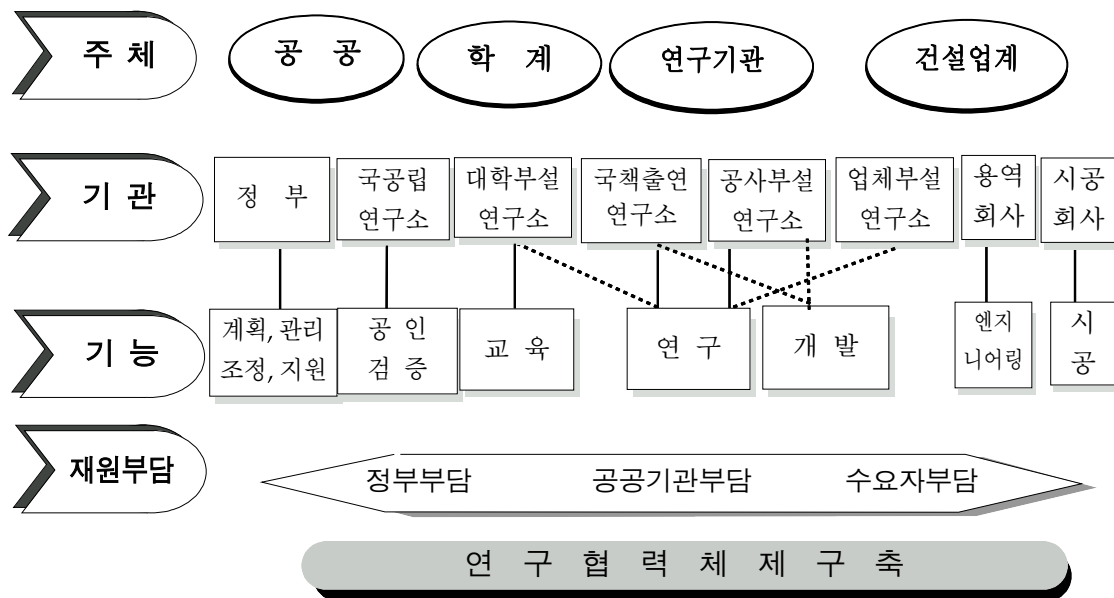 주 체
공 공
학 계
연구기관
건설업계
기 관
정 부
국공립
연구소
대학부설
연구소
국책출연
연구소
공사부설
연구소
업체부설
연구소
용역
회사
시공
회사
기 능
계획, 관리
조정, 지원
공 인
검 증
교 육
연 구
개 발
엔지
니어링
시
공
재원부담
정부부담
공공기관부담
수요자부담
연 구 협 력 체 제 구 축